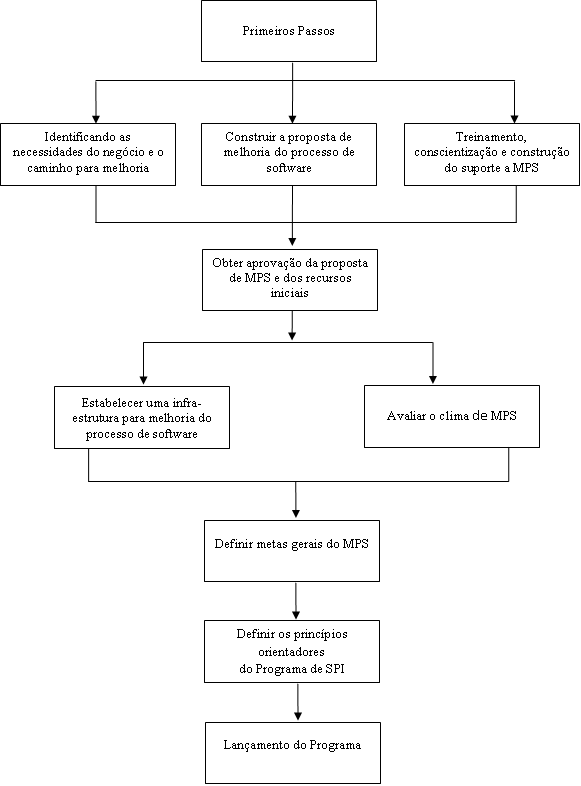 Primeiros Passos
Identificando as
necessidades do negócio e o
caminho para melhoria
Construir a proposta de
melhoria do processo de
software
Treinamento,
conscientização e construção
do suporte a MPS
Obter aprovação da proposta
de MPS e dos recursos
iniciais
Estabelecer uma infra-
estrutura para melhoria do
processo de software
Avaliar o clima de MPS
Definir metas gerais do MPS
Definir os princípios
orientadores
do Programa de SPI
Lançamento do Programa